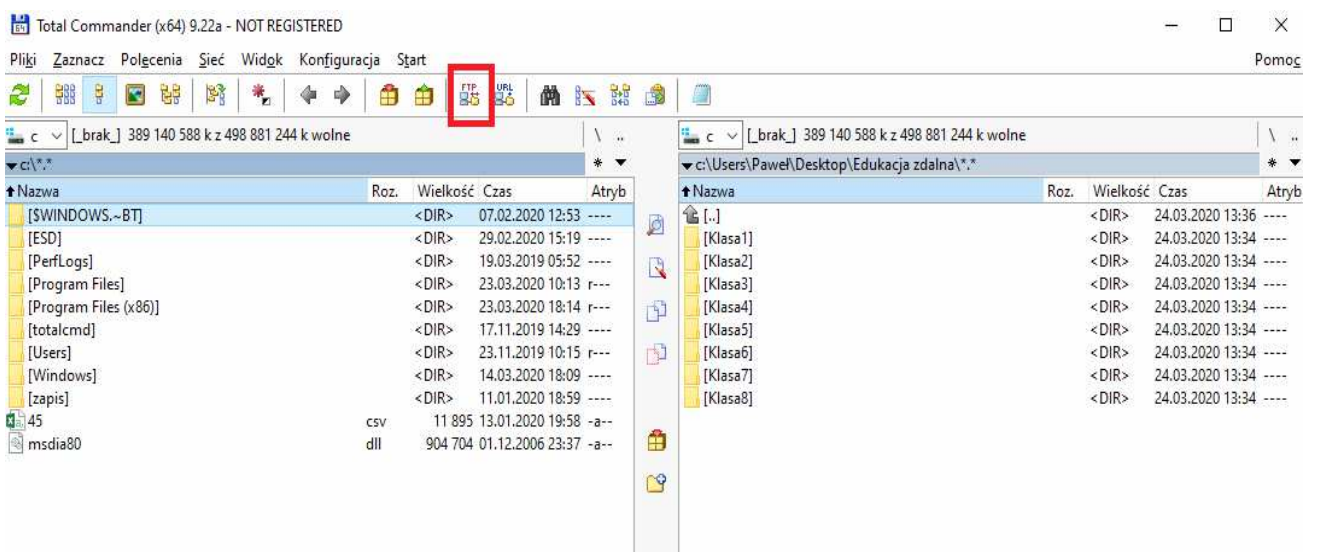 Total Commander (x64) 9.22a - NOT REGISTERED
Pliki Zaznacz Polecenia Sieć Widok Konfiguracja Start Pomoc
FTP URL
c [_brak_] 389 140 588 k z 498 881 244 k wolne \ .. c [_brak_] 389 140 588 k z 498 881 244 k wolne \ ..
c:\*.* * c:\Users\Paweł\Desktop\Edukacja zdalna\*.* *
Nazwa Roz. Wielkość Czas Atryb Nazwa Roz. Wielkość Czas Atryb
[$WINDOWS.~BT] <DIR> 07.02.2020 12:53 ---- [..] <DIR> 24.03.2020 13:36 ----
[ESD] <DIR> 29.02.2020 15:19 ---- [Klasa1] <DIR> 24.03.2020 13:34 ----
[PerfLogs] <DIR> 19.03.2019 05:52 ---- [Klasa2] <DIR> 24.03.2020 13:34 ----
[Program Files] <DIR> 23.03.2020 10:13 r--- [Klasa3] <DIR> 24.03.2020 13:34 ----
[Program Files (x86)] <DIR> 23.03.2020 18:14 r--- [Klasa4] <DIR> 24.03.2020 13:34 ----
[totalcmd] <DIR> 17.11.2019 14:29 ---- [Klasa5] <DIR> 24.03.2020 13:34 ----
[Users] <DIR> 23.11.2019 10:15 r--- [Klasa6] <DIR> 24.03.2020 13:34 ----
[Windows] <DIR> 14.03.2020 18:09 ---- [Klasa7] <DIR> 24.03.2020 13:34 ----
[zapis] <DIR> 11.01.2020 18:59 ---- [Klasa8] <DIR> 24.03.2020 13:34 ----
45 csv 11 895 13.01.2020 19:58 -a--
msdia80 dll 904 704 01.12.2006 23:37 -a--